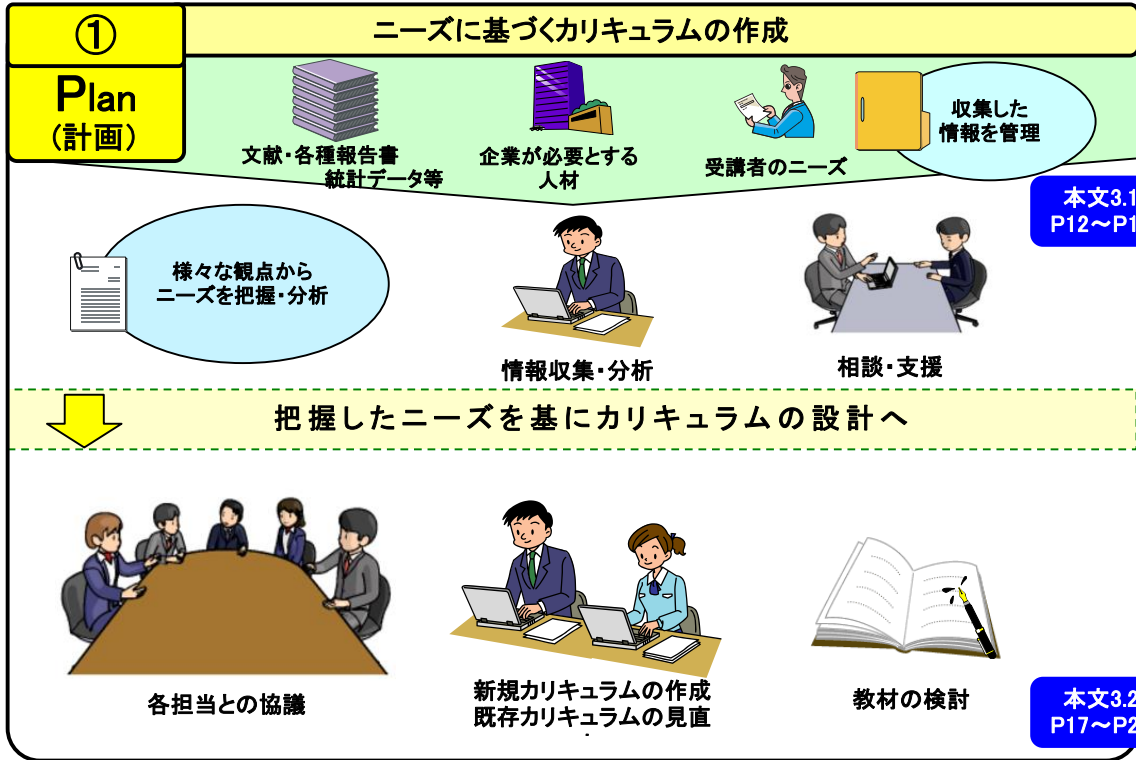 ①
Plan
(計画)
ニーズに基づくカリキュラムの作成
文献・各種報告書
統計データ等
企業が必要とする
人材
受講者のニーズ
収集した
情報を管理
本文3.1
P12～P1
様々な観点から
ニーズを把握・分析
情報収集・分析
相談・支援
把握したニーズを基にカリキュラムの設計へ
各担当との協議
新規カリキュラムの作成
既存カリキュラムの見直
教材の検討
本文3.2
P17～P2